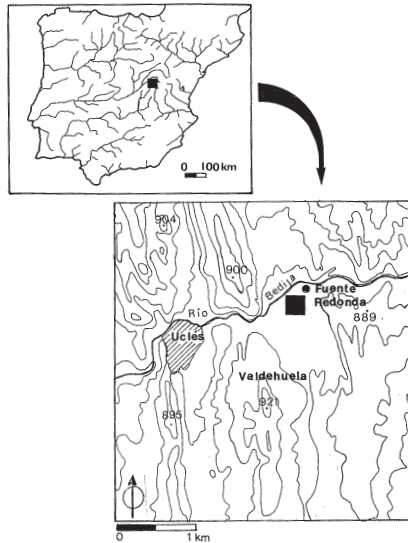 0 100 km
904
900
Río Bedija
Fuente
Redonda
889
Uclés
Valdehuela
921
895
0 1 km